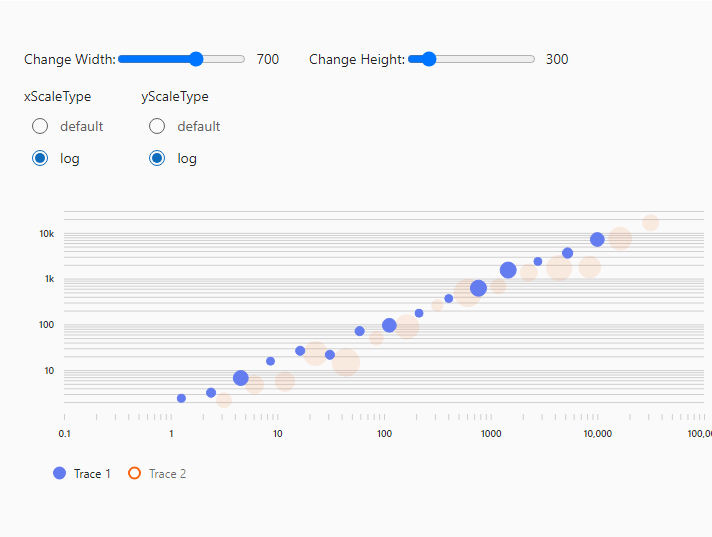 Change Width: 700 Change Height: 300
xScaleType yScaleType
default default
log log
10k
1k
100
10
0.1 1 10 100 1000 10,000 100,0
Trace 1 Trace 2